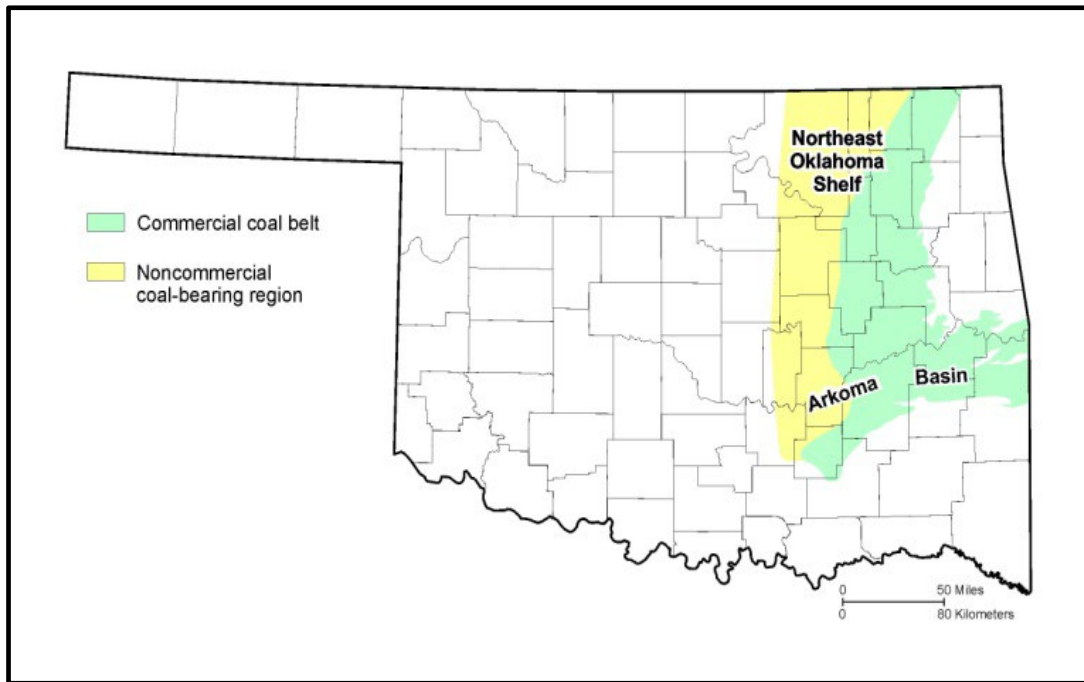 Northeast
Oklahoma
Shelf
Commercial coal belt
Noncommercial
coal-bearing region
Arkoma
Basin
0 50 Miles
0 80 Kilometers